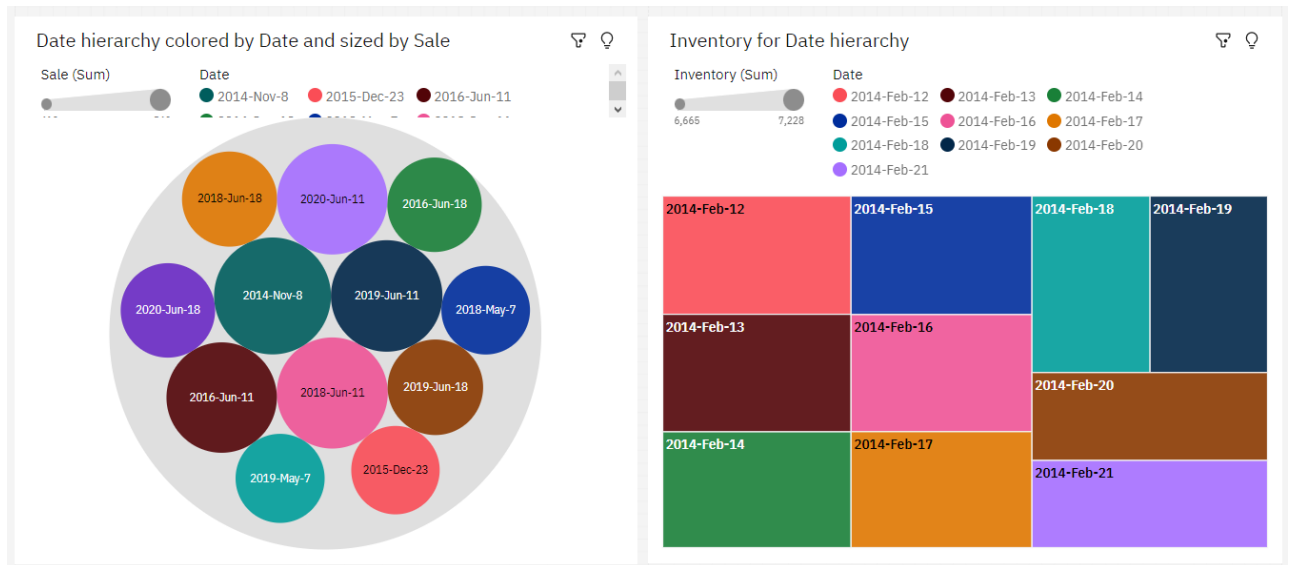 Date hierarchy colored by Date and sized by Sale
Sale (Sum)
Date
2014-Nov-8
2015-Dec-23
2016-Jun-11
2018-Jun-18
2020-Jun-11
2016-Jun-18
2014-Nov-8
2019-Jun-11
2020-Jun-18
2018-May-7
2016-Jun-11
2018-Jun-11
2019-Jun-18
2019-May-7
2015-Dec-23
Inventory for Date hierarchy
Inventory (Sum)
6,665
7,228
Date
2014-Feb-12
2014-Feb-13
2014-Feb-14
2014-Feb-15
2014-Feb-16
2014-Feb-17
2014-Feb-18
2014-Feb-19
2014-Feb-20
2014-Feb-21
2014-Feb-12
2014-Feb-15
2014-Feb-18
2014-Feb-19
2014-Feb-13
2014-Feb-16
2014-Feb-20
2014-Feb-14
2014-Feb-17
2014-Feb-21